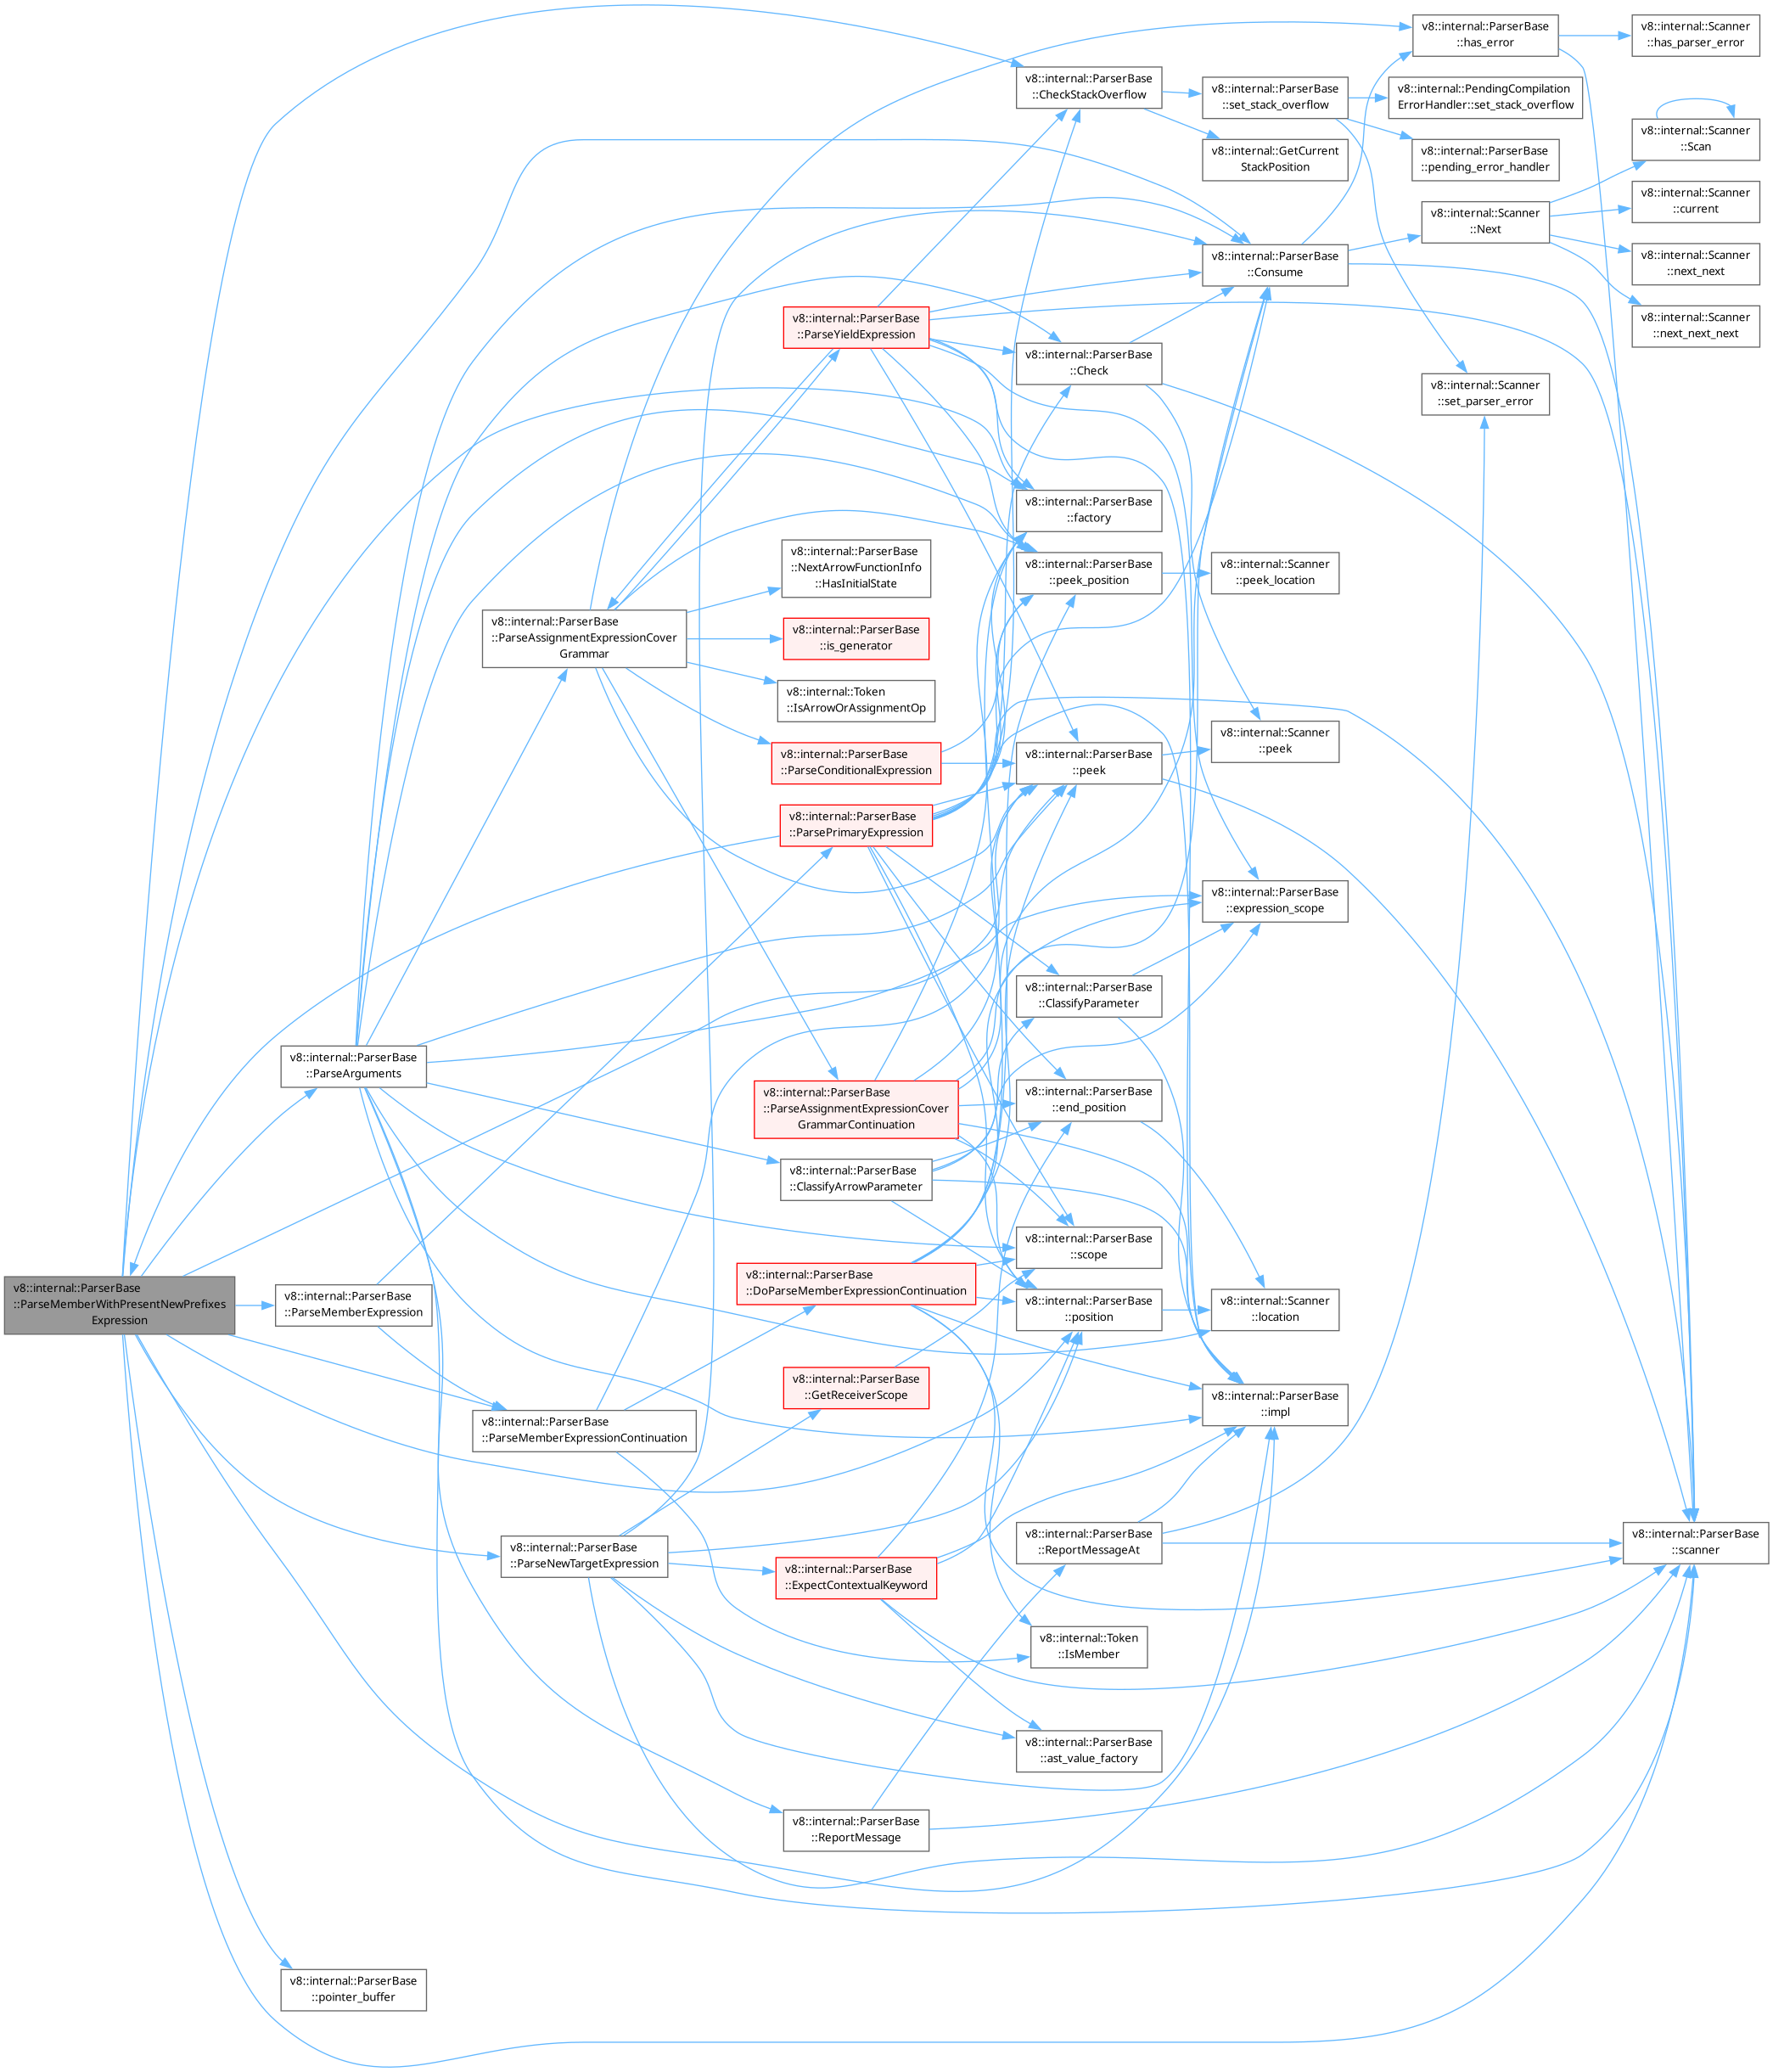 v8::internal::ParserBase
::ParseMemberWithPresentNewPrefixes
Expression
v8::internal::ParserBase
::ParseArguments
v8::internal::ParserBase
::ParseMemberExpression
v8::internal::ParserBase
::pointer_buffer
v8::internal::ParserBase
::ParseAssignmentExpressionCover
Grammar
v8::internal::ParserBase
::ParseMemberExpressionContinuation
v8::internal::ParserBase
::ParseNewTargetExpression
v8::internal::ParserBase
::ParseYieldExpression
v8::internal::ParserBase
::NextArrowFunctionInfo
::HasInitialState
v8::internal::ParserBase
::is_generator
v8::internal::Token
::IsArrowOrAssignmentOp
v8::internal::ParserBase
::ParseConditionalExpression
v8::internal::ParserBase
::ParsePrimaryExpression
v8::internal::ParserBase
::ParseAssignmentExpressionCover
GrammarContinuation
v8::internal::ParserBase
::ClassifyArrowParameter
v8::internal::ParserBase
::DoParseMemberExpressionContinuation
v8::internal::ParserBase
::GetReceiverScope
v8::internal::ParserBase
::ExpectContextualKeyword
v8::internal::ParserBase
::ReportMessage
v8::internal::ParserBase
::CheckStackOverflow
v8::internal::ParserBase
::Check
v8::internal::ParserBase
::factory
v8::internal::ParserBase
::peek_position
v8::internal::ParserBase
::peek
v8::internal::ParserBase
::ClassifyParameter
v8::internal::ParserBase
::end_position
v8::internal::ParserBase
::scope
v8::internal::ParserBase
::position
v8::internal::ParserBase
::ReportMessageAt
v8::internal::Token
::IsMember
v8::internal::ParserBase
::ast_value_factory
v8::internal::ParserBase
::set_stack_overflow
v8::internal::GetCurrent
StackPosition
v8::internal::ParserBase
::Consume
v8::internal::Scanner
::peek_location
v8::internal::Scanner
::peek
v8::internal::ParserBase
::expression_scope
v8::internal::Scanner
::location
v8::internal::ParserBase
::impl
v8::internal::ParserBase
::has_error
v8::internal::PendingCompilation
ErrorHandler::set_stack_overflow
v8::internal::ParserBase
::pending_error_handler
v8::internal::Scanner
::Next
v8::internal::Scanner
::set_parser_error
v8::internal::Scanner
::has_parser_error
v8::internal::Scanner
::Scan
v8::internal::Scanner
::current
v8::internal::Scanner
::next_next
v8::internal::Scanner
::next_next_next
v8::internal::ParserBase
::scanner